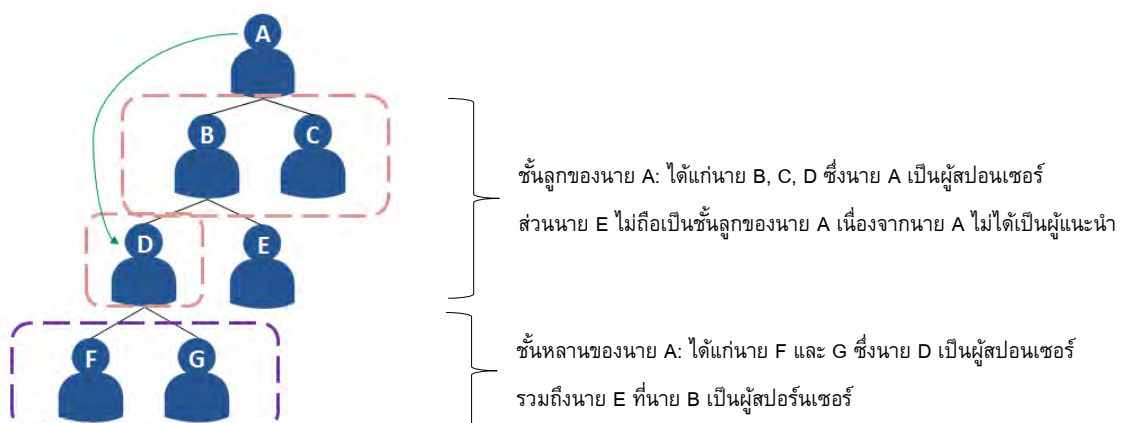 A
B C
D E
F G
ชั้นลูกของนาย A: ได้แก่นาย B, C, D ซึ่งนาย A เป็นผู้สปอนเซอร์
ส่วนนาย E ไม่ถือเป็นชั้นลูกของนาย A เนื่องจากนาย A ไม่ได้เป็นผู้แนะนำ
ชั้นหลานของนาย A: ได้แก่นาย F และ G ซึ่งนาย D เป็นผู้สปอนเซอร์
รวมถึงนาย E ที่นาย B เป็นผู้สปอร์นเซอร์